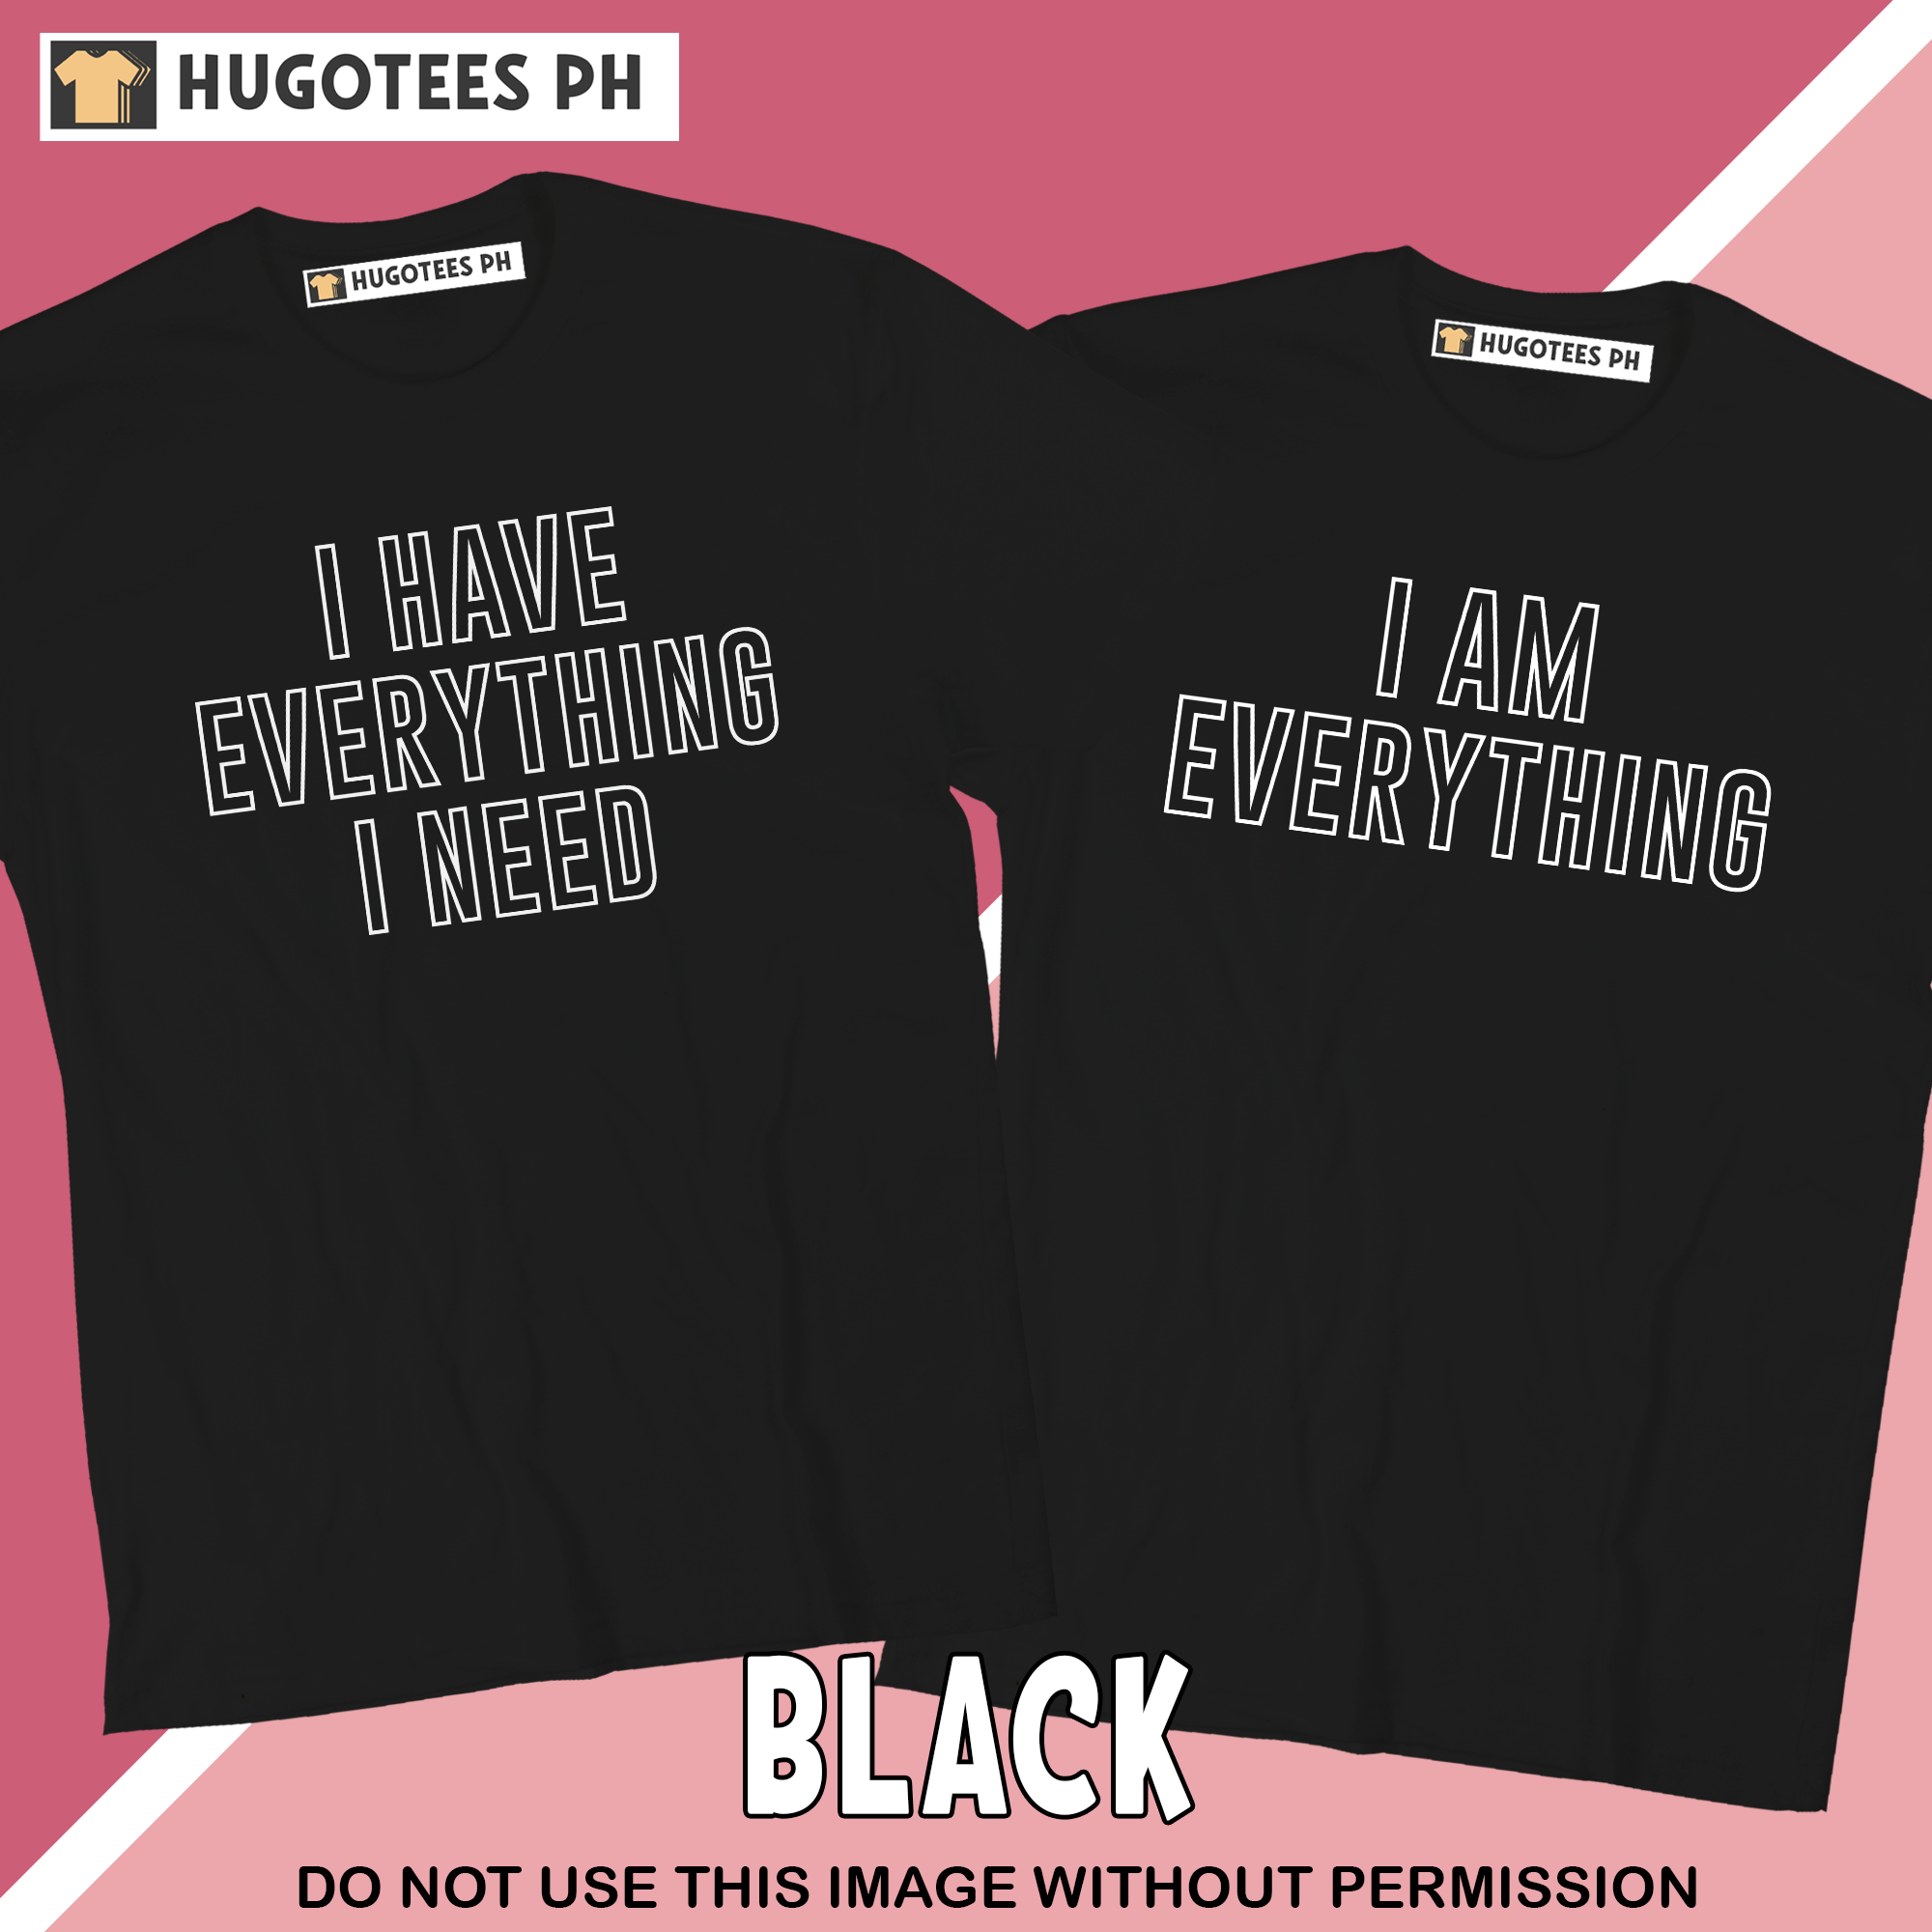 HUGOTEES PH
HUGOTEES PH
HUGOTEES PH
I HAVE
EVERYTHING
I NEED
I AM
EVERYTHING
BLACK
DO NOT USE THIS IMAGE WITHOUT PERMISSION